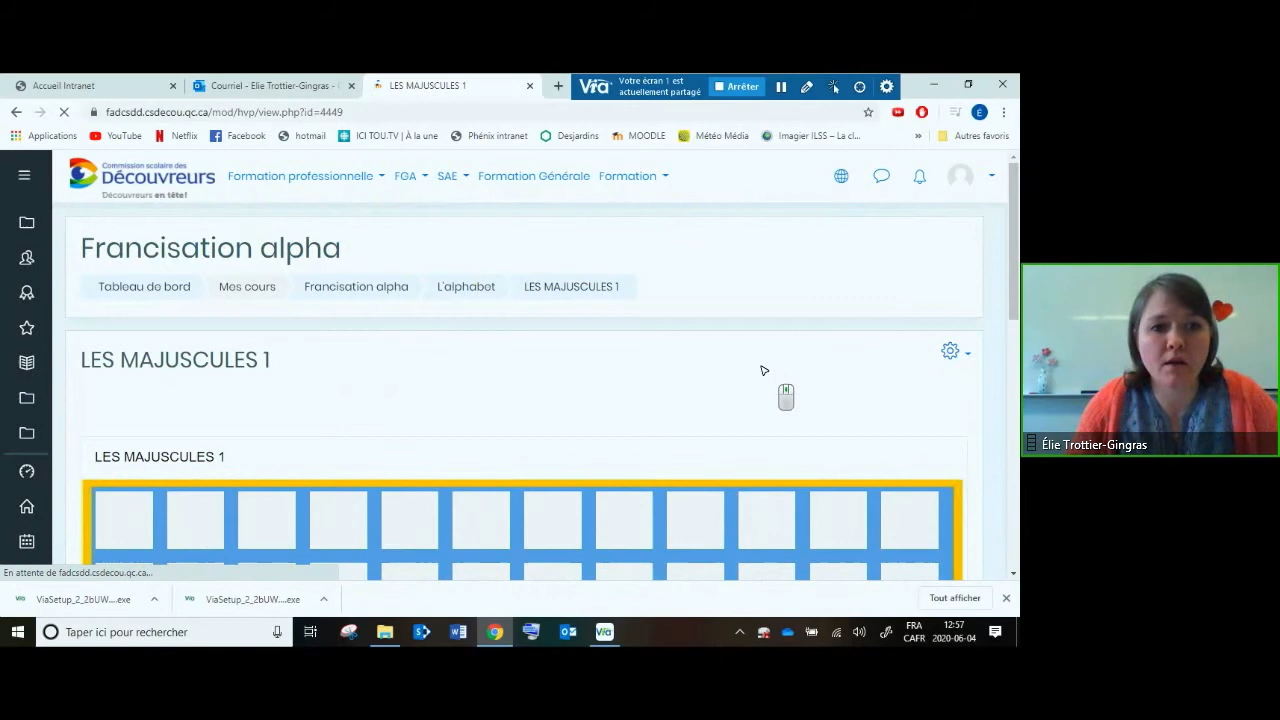 Accueil Intranet
Courriel - Elie Trottier-Gingras - 
LES MAJUSCULES 1
Via
Votre écran 1 est
actuellement partagé
Arrêter
fadcsdd.csdecou.qc.ca/mod/hvp/view.php?id=4449
É
Applications
YouTube
Netflix
Facebook
hotmail
ICI TOU.TV | À la une
Phénix intranet
Desjardins
MOODLE
Météo Média
Imagier ILSS – La cl...
»
Autres favoris
Commission scolaire des
Découvreurs
Découvreurs en tête!
Formation professionnelle
FGA
SAE
Formation Générale
Formation
Francisation alpha
Tableau de bord
Mes cours
Francisation alpha
L'alphabet
LES MAJUSCULES 1
LES MAJUSCULES 1
LES MAJUSCULES 1
Élie Trottier-Gingras
En attente de fadcsdd.csdecou.qc.ca...
ViaSetup_2_2bUW....exe
ViaSetup_2_2bUW....exe
Tout afficher
Taper ici pour rechercher
Via
FRA
CAFR
12:57
2020-06-04